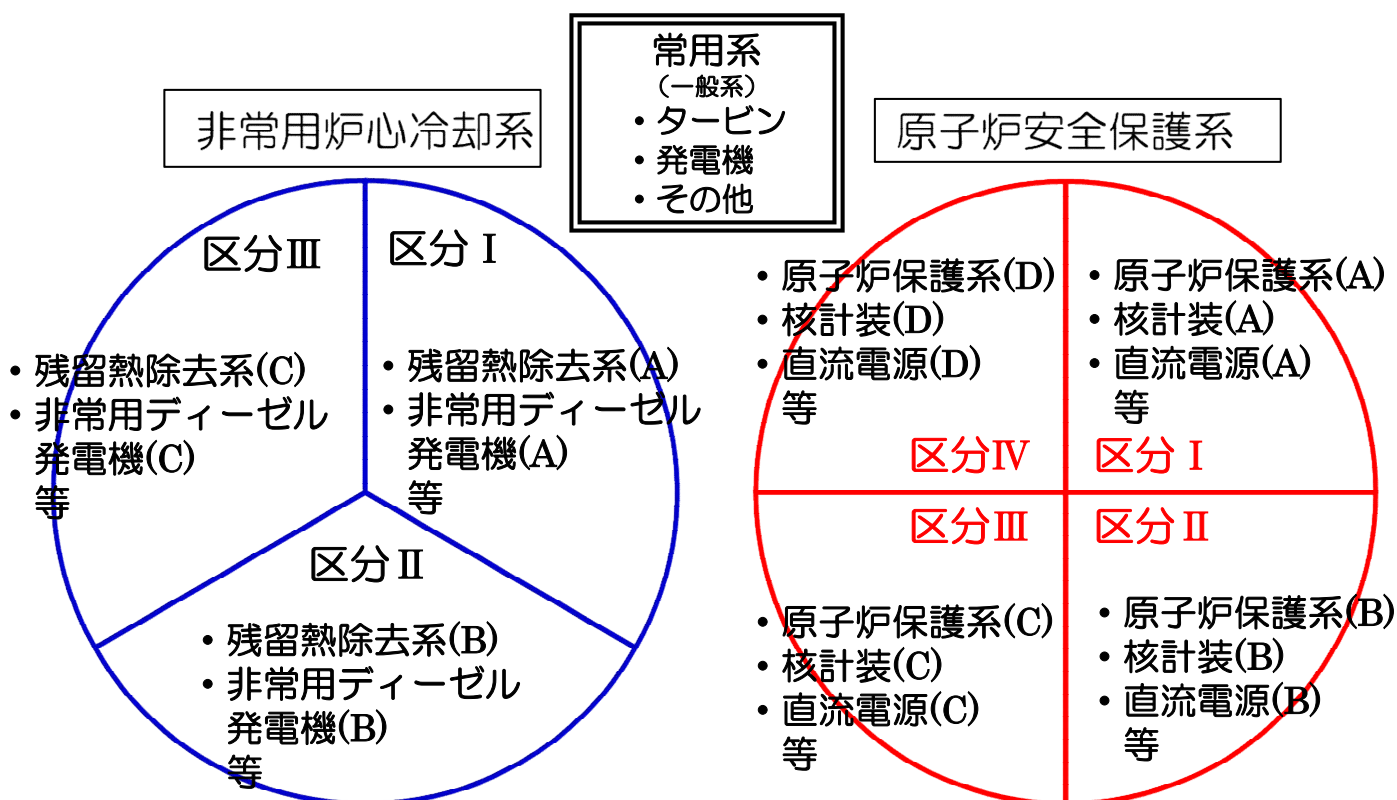 常用系
(一般系)
・タービン
・発電機
・その他
非常用炉心冷却系
区分Ⅲ
・残留熱除去系(C)
・非常用ディーゼル
発電機(C)
等
区分Ⅰ
・残留熱除去系(A)
・非常用ディーゼル
発電機(A)
等
区分Ⅱ
・残留熱除去系(B)
・非常用ディーゼル
発電機(B)
等
原子炉安全保護系
・原子炉保護系(D)
・核計装(D)
・直流電源(D)
等
区分Ⅳ
・原子炉保護系(A)
・核計装(A)
・直流電源(A)
等
区分Ⅰ
区分Ⅲ
・原子炉保護系(C)
・核計装(C)
・直流電源(C)
等
区分Ⅱ
・原子炉保護系(B)
・核計装(B)
・直流電源(B)
等